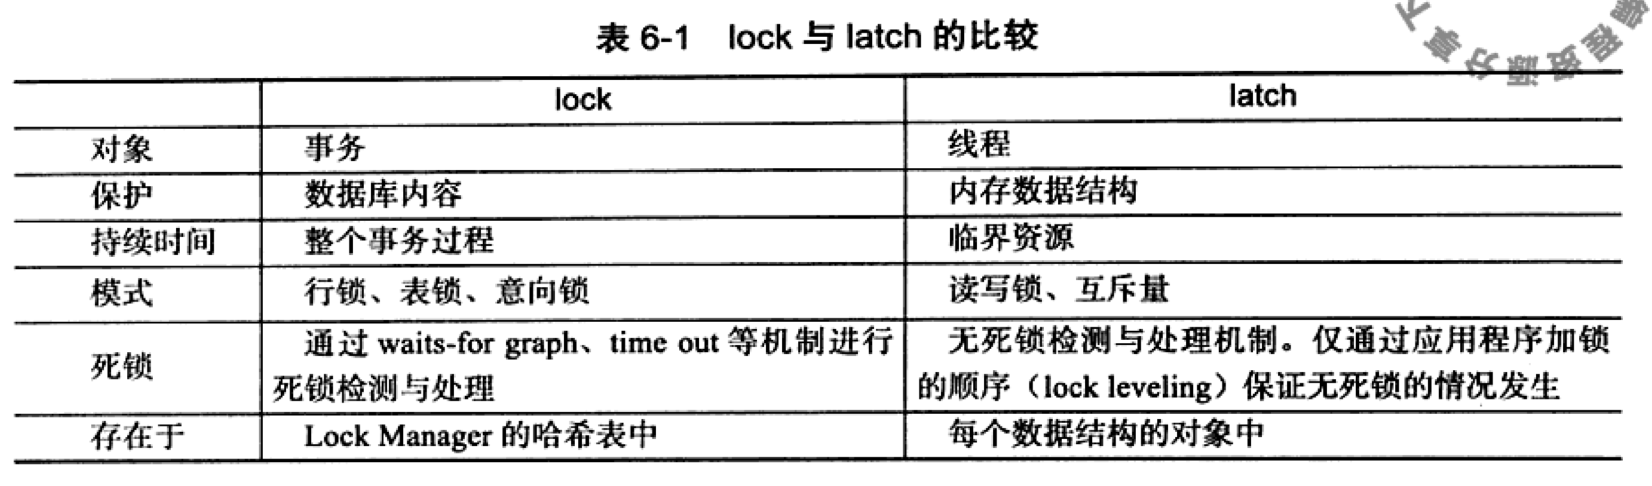 表 6-1 lock 与 latch 的比较
lock latch
对象 事务 线程
保护 数据库内容 内存数据结构
持续时间 整个事务过程 临界资源
模式 行锁、表锁、意向锁 读写锁、互斥量
死锁 通过 waits-for graph、time out 等机制进行死锁检测与处理 无死锁检测与处理机制。仅通过应用程序加锁的顺序（lock leveling）保证无死锁的情况发生
存在于 Lock Manager 的哈希表中 每个数据结构的对象中
下 享 分 源 资 程 编